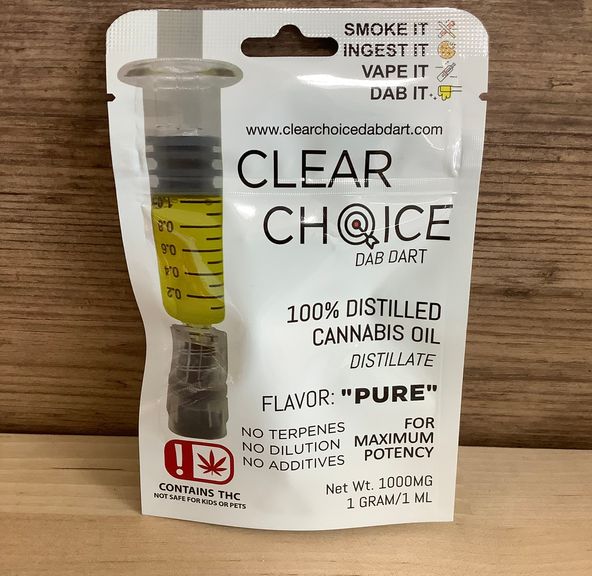 SMOKE IT
INGEST IT
VAPE IT
DAB IT
www.clearchoicedabdart.com
CLEAR
CHOICE
DAB DART
1.0
0.8
0.6
0.4
0.2
100% DISTILLED
CANNABIS OIL
DISTILLATE
FLAVOR: "PURE"
NO TERPENES
NO DILUTION
NO ADDITIVES
FOR
MAXIMUM
POTENCY
!
CONTAINS THC
NOT SAFE FOR KIDS OR PETS
Net Wt. 1000MG
1 GRAM/1 ML